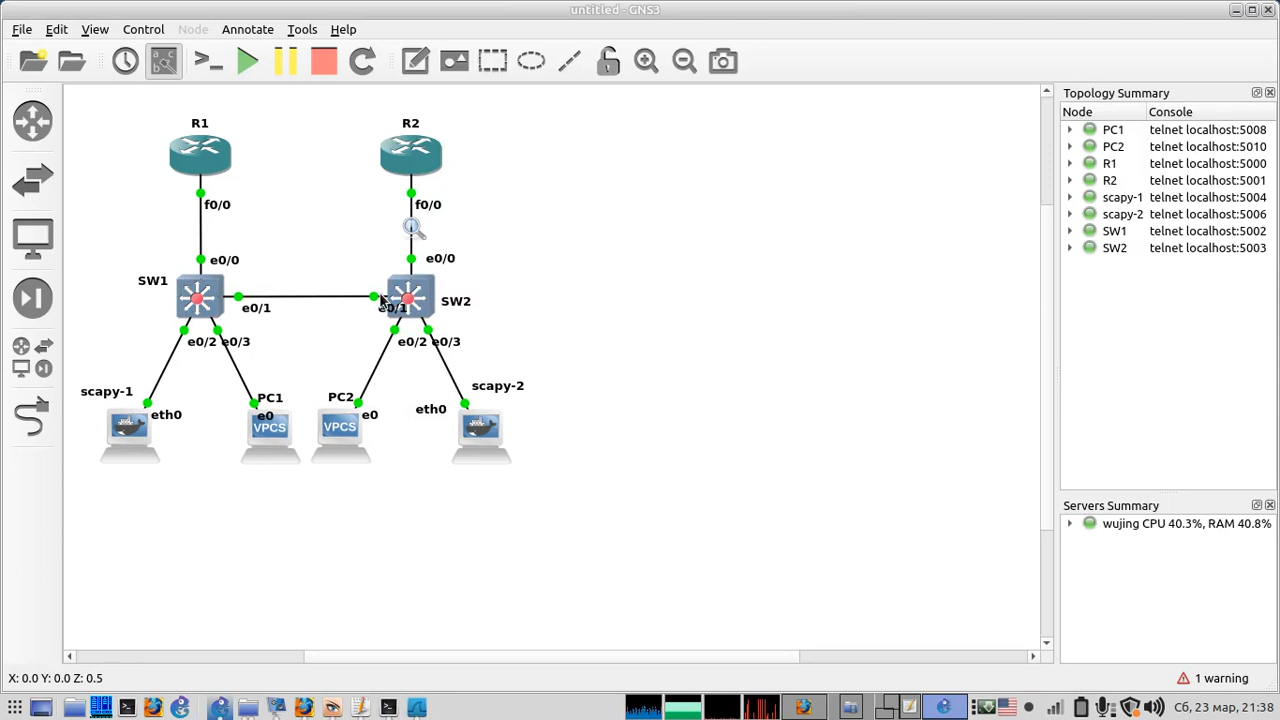 untitled - GNS3
File Edit View Control Node Annotate Tools Help
Topology Summary
Node Console
PC1 telnet localhost:5008
PC2 telnet localhost:5010
R1 telnet localhost:5000
R2 telnet localhost:5001
scapy-1 telnet localhost:5004
scapy-2 telnet localhost:5006
SW1 telnet localhost:5002
SW2 telnet localhost:5003
R1 R2
f0/0 f0/0
e0/0 e0/0
SW1 SW2
e0/1 e0/1
e0/2 e0/3 e0/2 e0/3
scapy-1 PC1 PC2 scapy-2
eth0 e0 e0 eth0
VPCS VPCS
Servers Summary
wujing CPU 40.3%, RAM 40.8%
X: 0.0 Y: 0.0 Z: 0.5
1 warning
Сб, 23 мар, 21:38